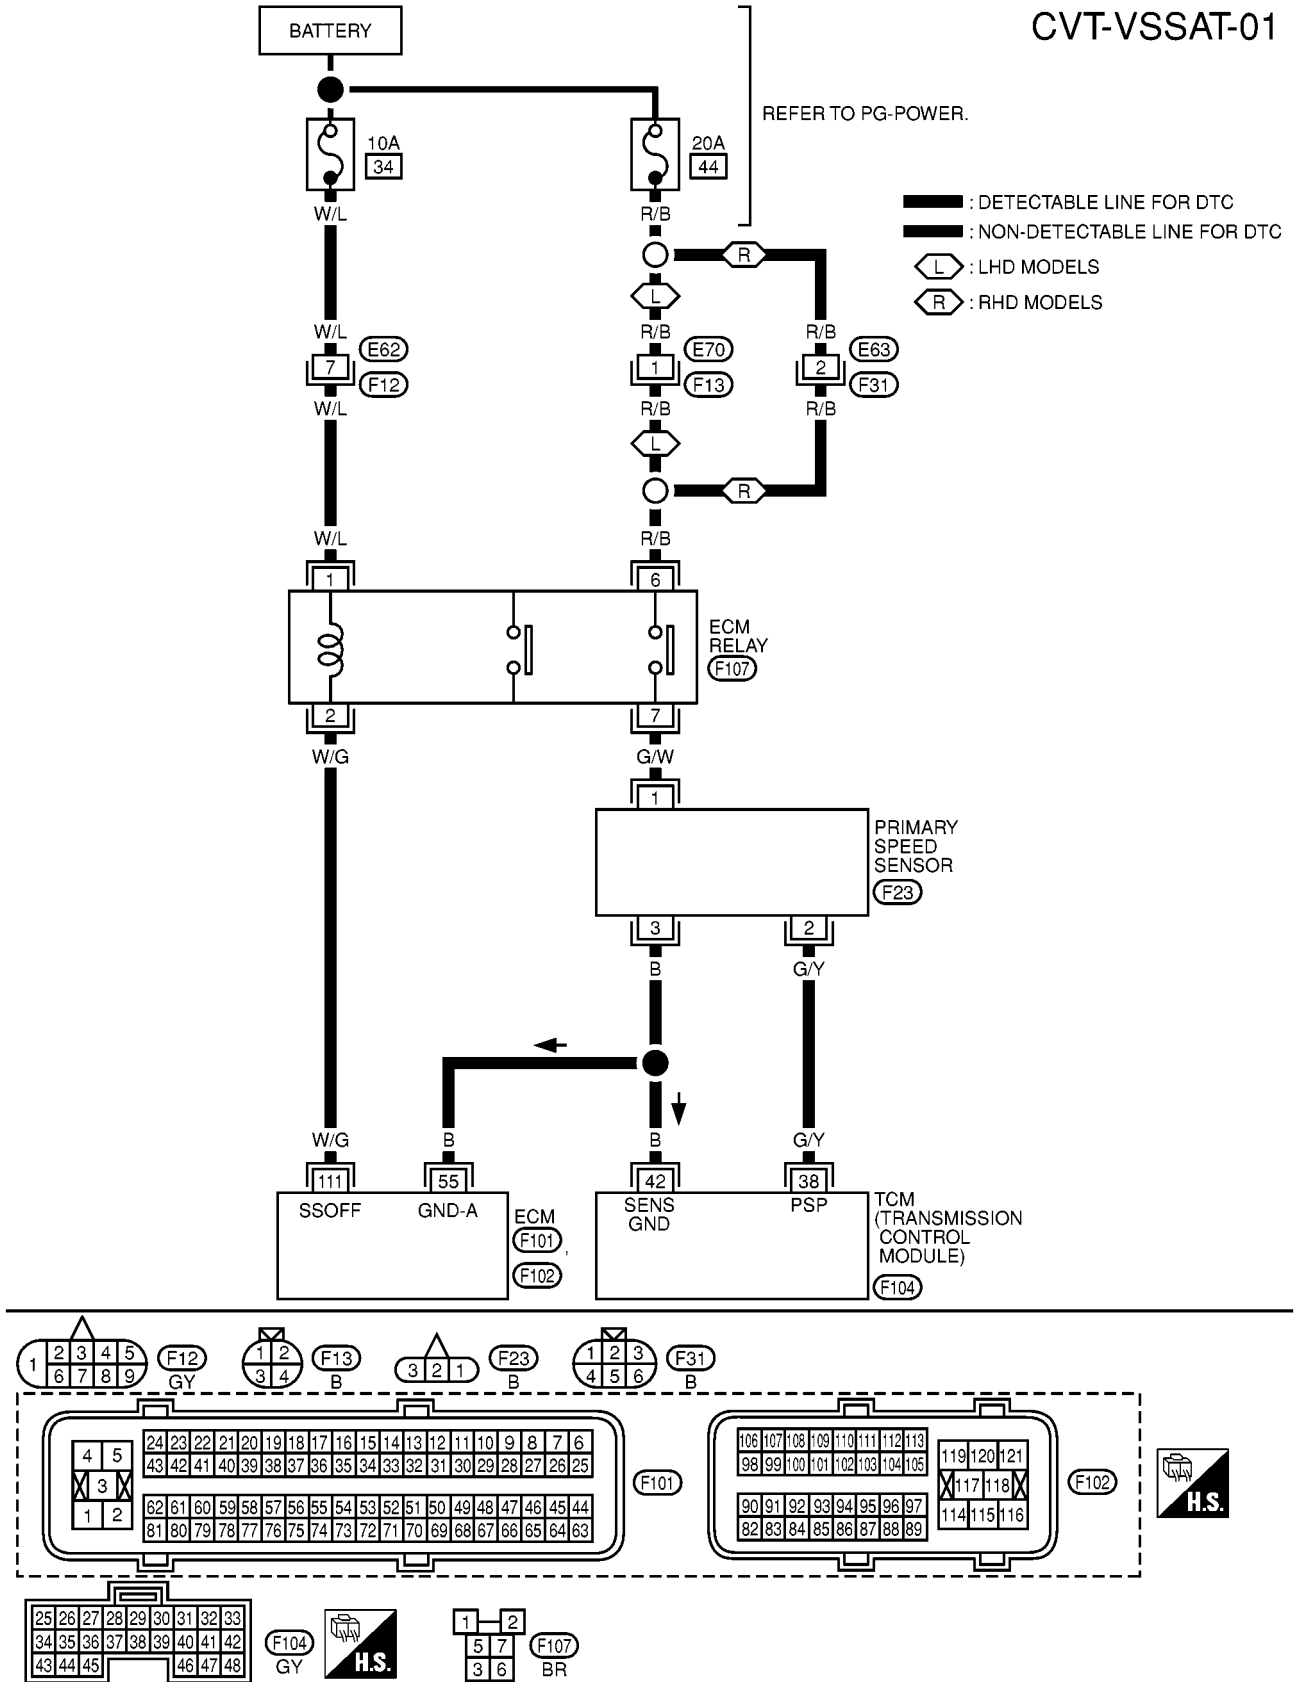 CVT-VSSAT-01
BATTERY
REFER TO PG-POWER.
10A
34
20A
44
W/L
R/B
: DETECTABLE LINE FOR DTC
: NON-DETECTABLE LINE FOR DTC
L : LHD MODELS
R : RHD MODELS
R
L
W/L
R/B
R/B
7
E62
F12
1
E70
F13
2
E63
F31
W/L
R/B
R/B
L
R
W/L
R/B
1
6
ECM
RELAY
F107
2
7
W/G
G/W
1
PRIMARY
SPEED
SENSOR
F23
3
2
B
G/Y
W/G
B
B
G/Y
111
55
42
38
SSOFF
GND-A
SENS
GND
PSP
ECM
F101 ,
F102
TCM
(TRANSMISSION
CONTROL
MODULE)
F104
1
2 3 4 5
6 7 8 9
F12
GY
1 2
3 4
F13
B
3 2 1
F23
B
1 2 3
4 5 6
F31
B
4 5
3
1 2
24 23 22 21 20 19 18 17 16 15 14 13 12 11 10 9 8 7 6
43 42 41 40 39 38 37 36 35 34 33 32 31 30 29 28 27 26 25
62 61 60 59 58 57 56 55 54 53 52 51 50 49 48 47 46 45 44
81 80 79 78 77 76 75 74 73 72 71 70 69 68 67 66 65 64 63
F101
106 107 108 109 110 111 112 113
98 99 100 101 102 103 104 105
90 91 92 93 94 95 96 97
82 83 84 85 86 87 88 89
119 120 121
117 118
114 115 116
F102
H.S.
25 26 27 28 29 30 31 32 33
34 35 36 37 38 39 40 41 42
43 44 45 46 47 48
F104
GY
H.S.
1 2
5 7
3 6
F107
BR